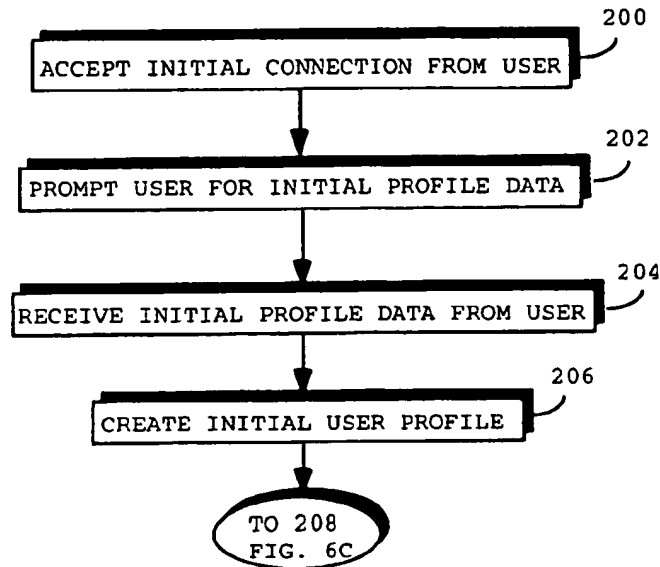 200
ACCEPT INITIAL CONNECTION FROM USER
202
PROMPT USER FOR INITIAL PROFILE DATA
204
RECEIVE INITIAL PROFILE DATA FROM USER
206
CREATE INITIAL USER PROFILE
TO 208
FIG. 6C